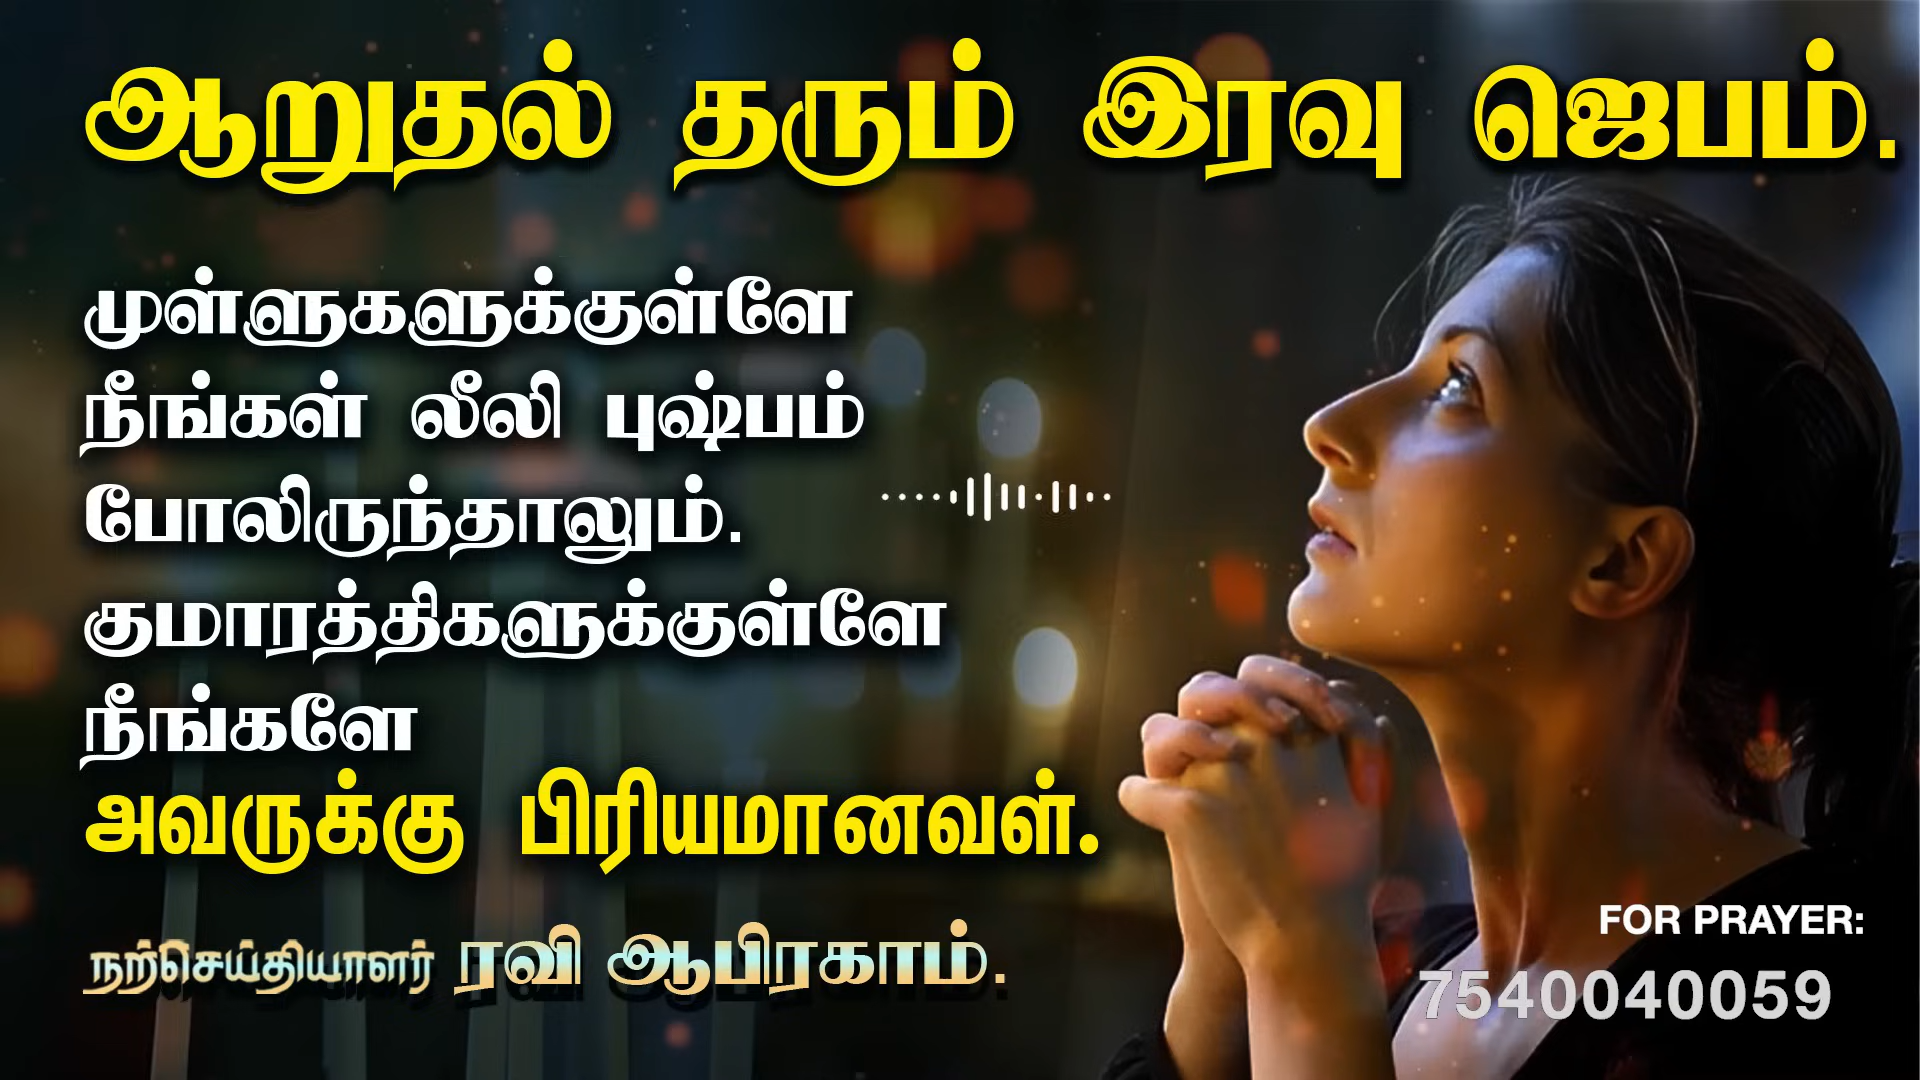 ஆறுதல் தரும் இரவு ஜெபம்.
முள்ளுகளுக்குள்ளே
நீங்கள் லீலி புஷ்பம்
போலிருந்தாலும்.
குமாரத்திகளுக்குள்ளே
நீங்களே
அவருக்கு பிரியமானவள்.
நற்செய்தியாளர் ரவி ஆபிரகாம்.
FOR PRAYER:
7540040059